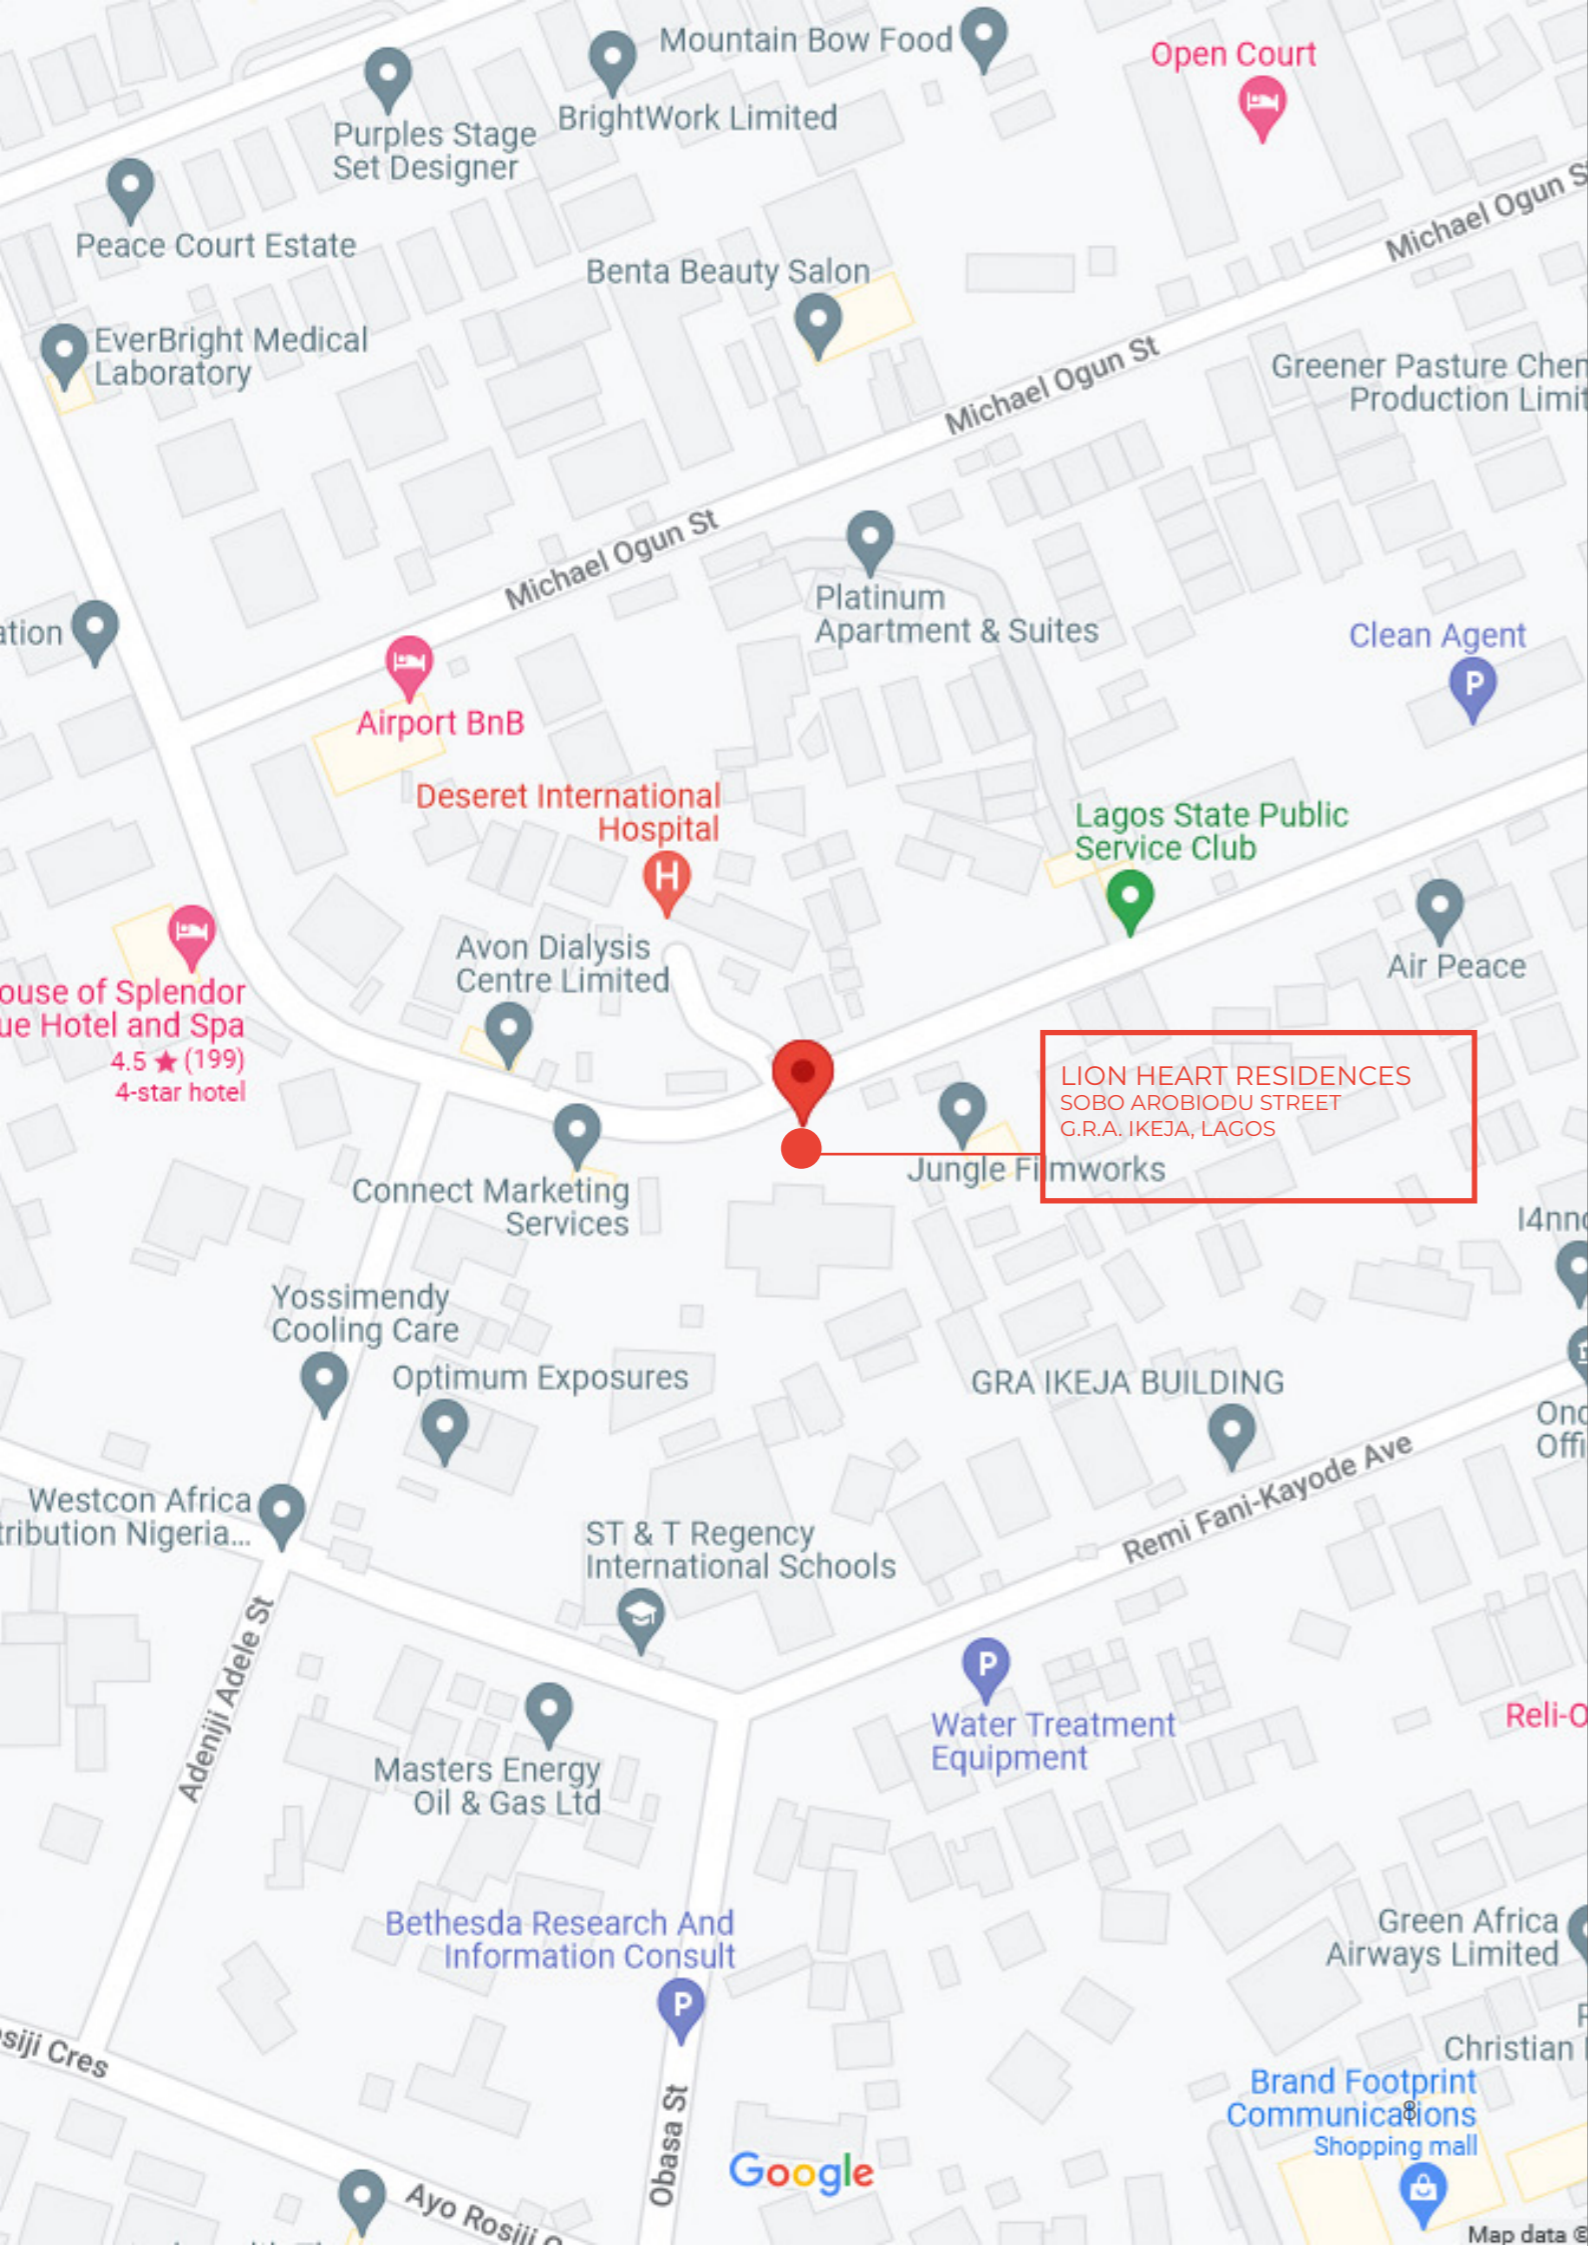 Mountain Bow Food
Open Court
BrightWork Limited
Purples Stage
Set Designer
Michael Ogun St
Peace Court Estate
Benta Beauty Salon
EverBright Medical
Laboratory
Michael Ogun St
Greener Pasture Chem
Production Limit
Michael Ogun St
Platinum
Apartment & Suites
ation
Clean Agent
P
Airport BnB
Deseret International
Hospital
H
Lagos State Public
Service Club
Avon Dialysis
Centre Limited
Air Peace
ouse of Splendor
ue Hotel and Spa
4.5 ★ (199)
4-star hotel
LION HEART RESIDENCES
SOBO AROBIODU STREET
G.R.A. IKEJA, LAGOS
Jungle Filmworks
Connect Marketing
Services
I4nno
Yossimendy
Cooling Care
Optimum Exposures
GRA IKEJA BUILDING
Ond
Offi
Remi Fani-Kayode Ave
Westcon Africa
tribution Nigeria...
ST & T Regency
International Schools
Adeniji Adele St
P
Water Treatment
Equipment
Reli-O
Masters Energy
Oil & Gas Ltd
Bethesda Research And
Information Consult
P
Green Africa
Airways Limited
Christian
osiji Cres
Brand Footprint
Communications
8
Shopping mall
Obasa St
Google
Ayo Rosiji C
Map data ©